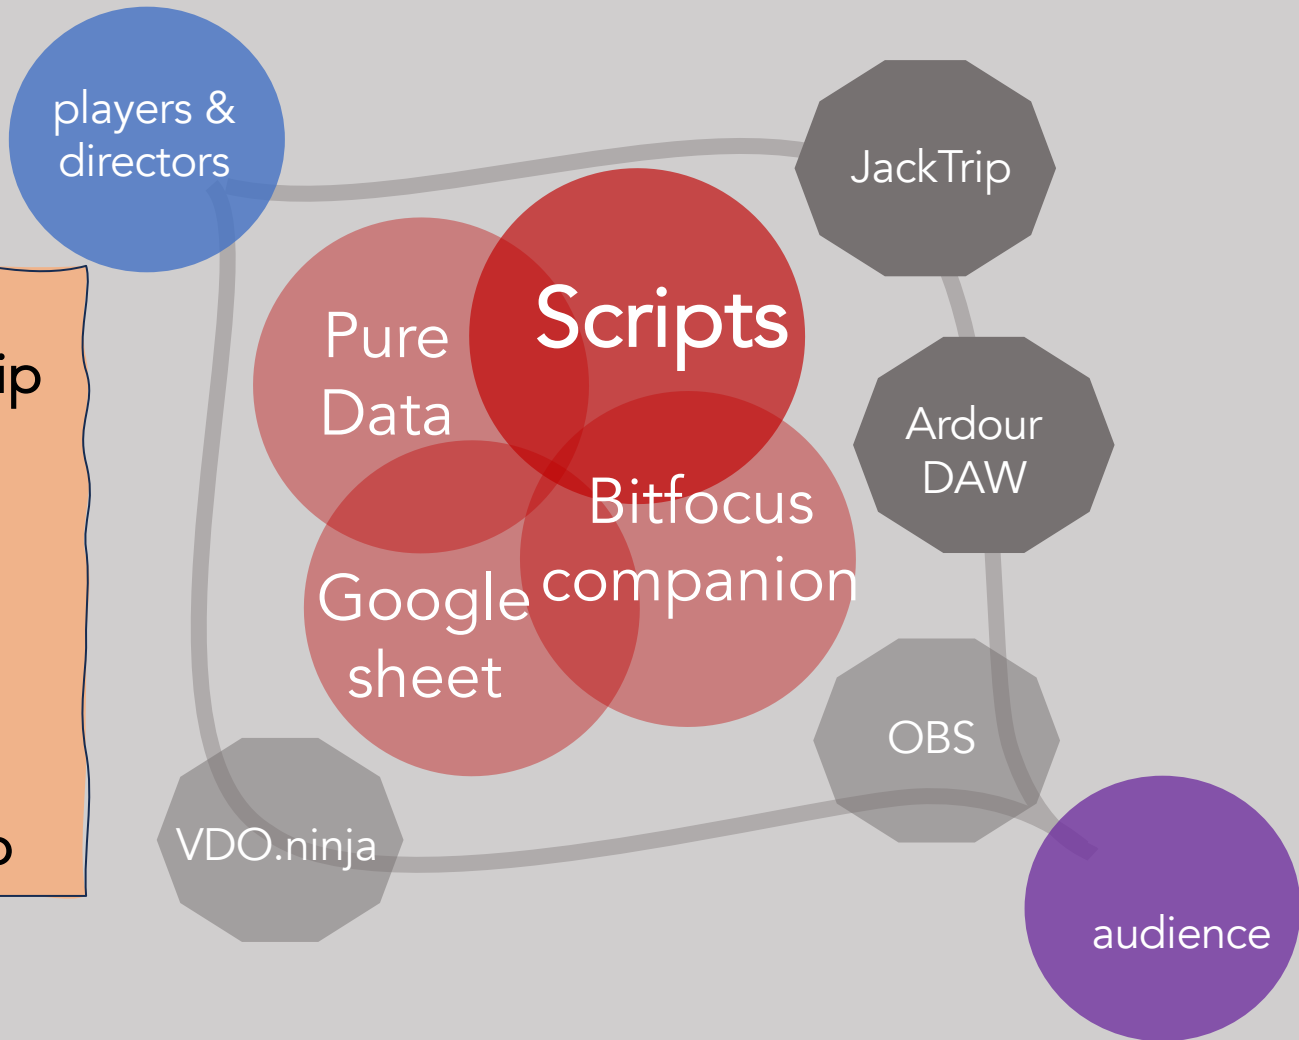 players &
directors
JackTrip
Scripts
Pure
Data
Ardour
DAW
Bitfocus
companion
Google
sheet
OBS
VDO.ninja
audience